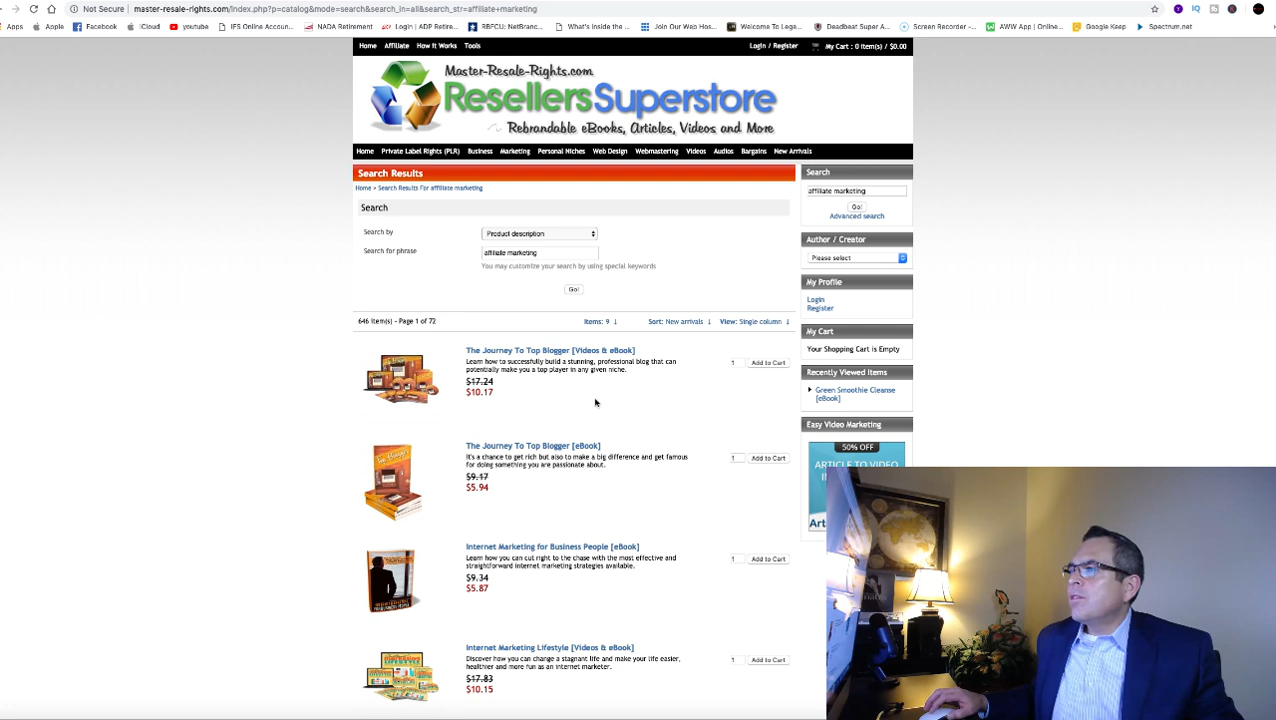 Not Secure | master-resale-rights.com/index.php?p=catalog&mode=search&search_in=all&search_str=affiliate+marketing
Apps Apple Facebook iCloud youtube IFS Online Account... NADA Retirement Login | ADP Retire... RBFCU: NetBranc... What's inside the ... Join Our Web Hos... Welcome To Lege... Deadbeat Super A... Screen Recorder -... AWW App | Online... Google Keep Spectrum.net
Home Affiliate How It Works Tools Login / Register My Cart : 0 item(s) / $0.00
Master-Resale-Rights.com
ResellersSuperstore
Rebrandable eBooks, Articles, Videos and More
Home Private Label Rights (PLR) Business Marketing Personal Niches Web Design Webmastering Videos Audios Bargains New Arrivals
Search Results
Home > Search Results For affiliate marketing
Search
Search by Product description
Search for phrase affiliate marketing
You may customize your search by using special keywords
Go!
646 item(s) - Page 1 of 72 Items: 9 ↓ Sort: New arrivals ↓ View: Single column ↓
The Journey To Top Blogger [Videos & eBook]
Learn how to successfully build a stunning, professional blog that can
potentially make you a top player in any given niche.
$17.24
$10.17
1 Add to Cart
The Journey To Top Blogger [eBook]
It's a chance to get rich but also to make a big difference and get famous
for doing something you are passionate about.
$9.17
$5.94
1 Add to Cart
Internet Marketing for Business People [eBook]
Learn how you can cut right to the chase with the most effective and
straightforward internet marketing strategies available.
$9.34
$5.87
1 Add to Cart
Internet Marketing Lifestyle [Videos & eBook]
Discover how you can change a stagnant life and make your life easier,
healthier and more fun as an internet marketer.
$17.83
$10.15
1 Add to Cart
Search
affiliate marketing
Go!
Advanced search
Author / Creator
Please select
My Profile
Login
Register
My Cart
Your Shopping Cart is Empty
Recently Viewed Items
Green Smoothie Cleanse
[eBook]
Easy Video Marketing
50% OFF
ARTICLE TO VIDEO